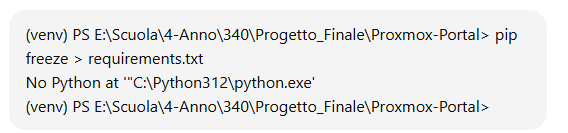 (venv) PS E:\Scuola\4-Anno\340\Progetto_Finale\Proxmox-Portal> pip
freeze > requirements.txt
No Python at '"C:\Python312\python.exe'
(venv) PS E:\Scuola\4-Anno\340\Progetto_Finale\Proxmox-Portal>